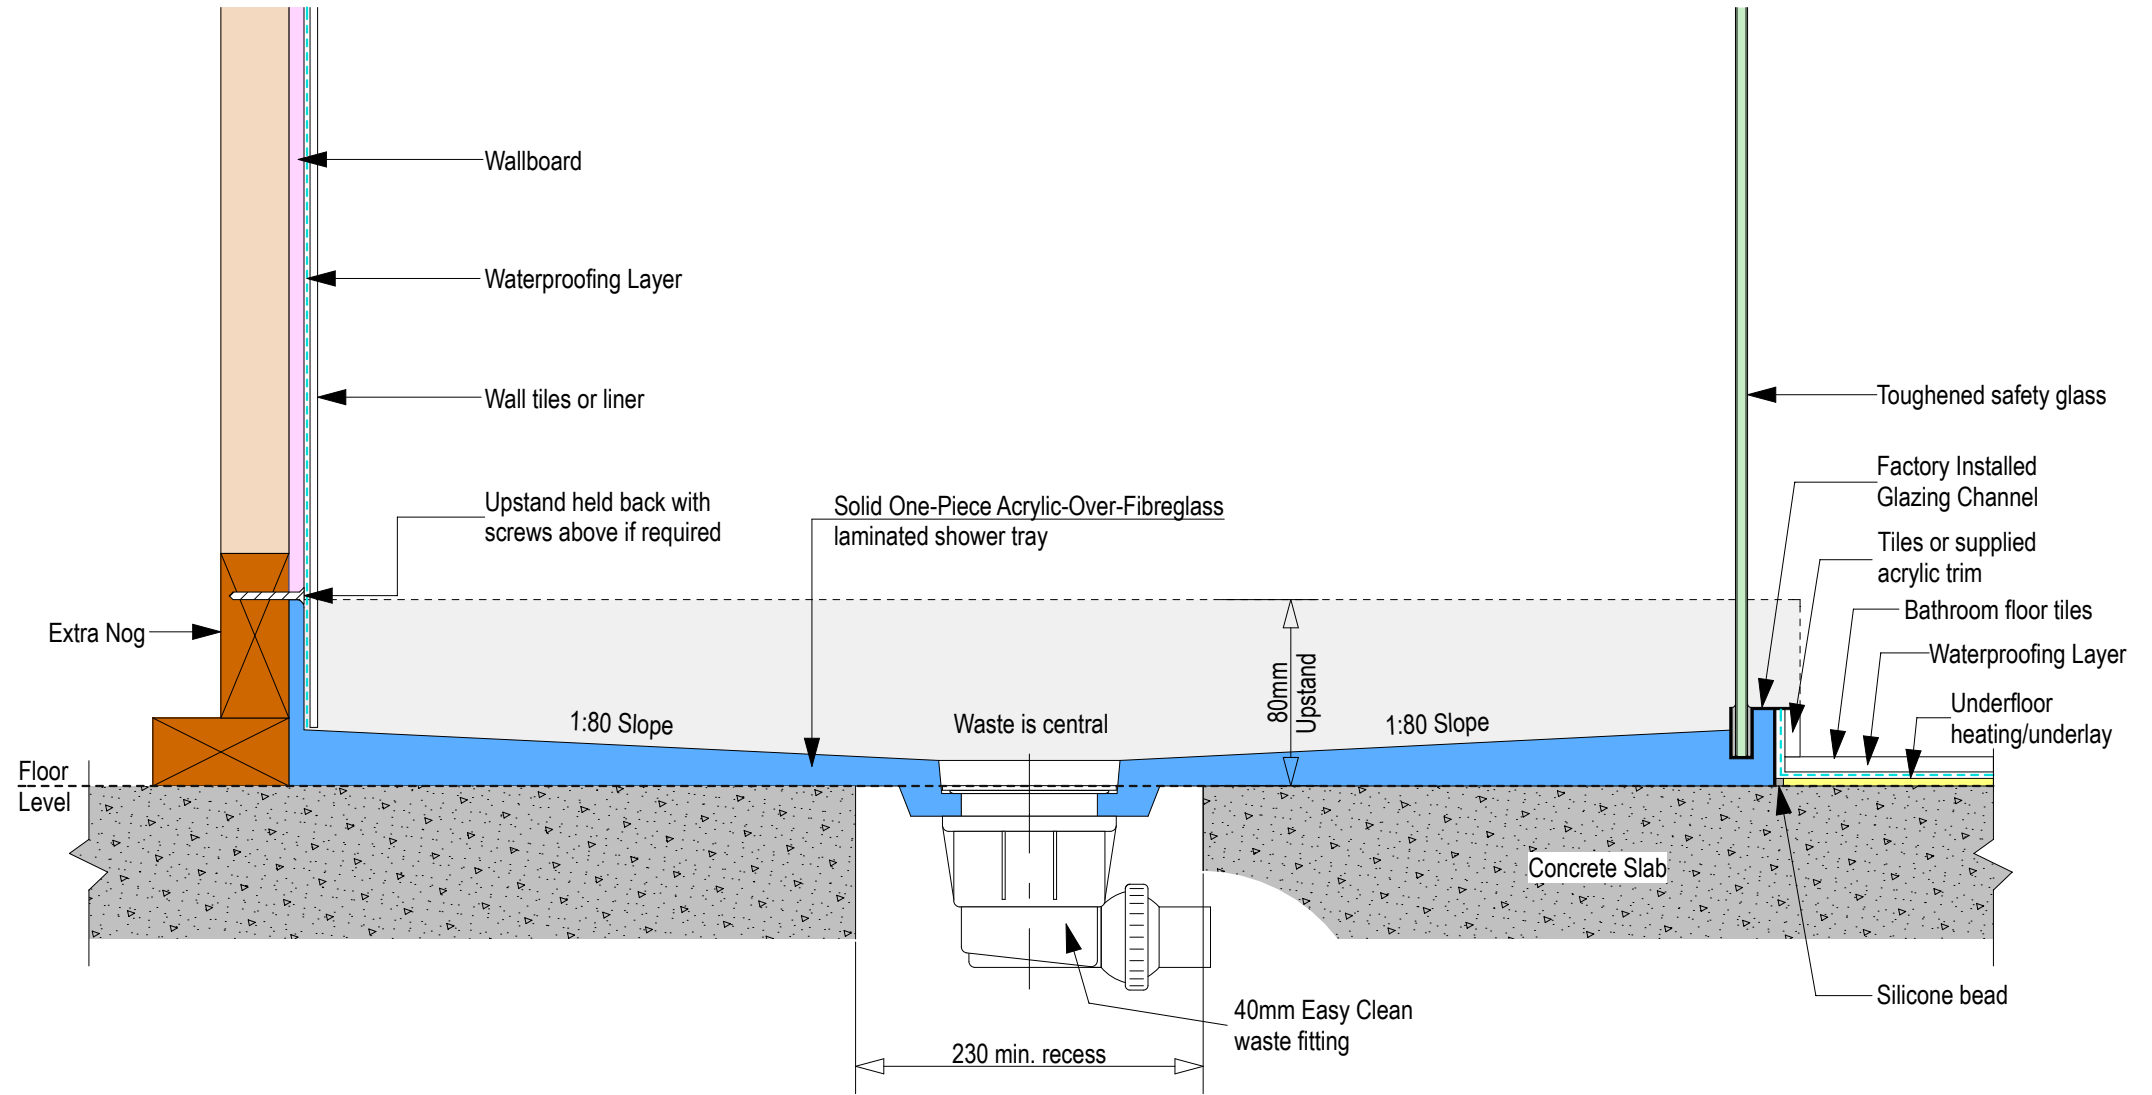 Wallboard
Waterproofing Layer
Wall tiles or liner
Toughened safety glass
Factory Installed
Glazing Channel
Upstand held back with
screws above if required
Solid One-Piece Acrylic-Over-Fibreglass
laminated shower tray
Tiles or supplied
acrylic trim
Bathroom floor tiles
Extra Nog
Waterproofing Layer
80mm
Upstand
1:80 Slope
Waste is central
1:80 Slope
Underfloor
heating/underlay
Floor
Level
Concrete Slab
Silicone bead
40mm Easy Clean
waste fitting
230 min. recess